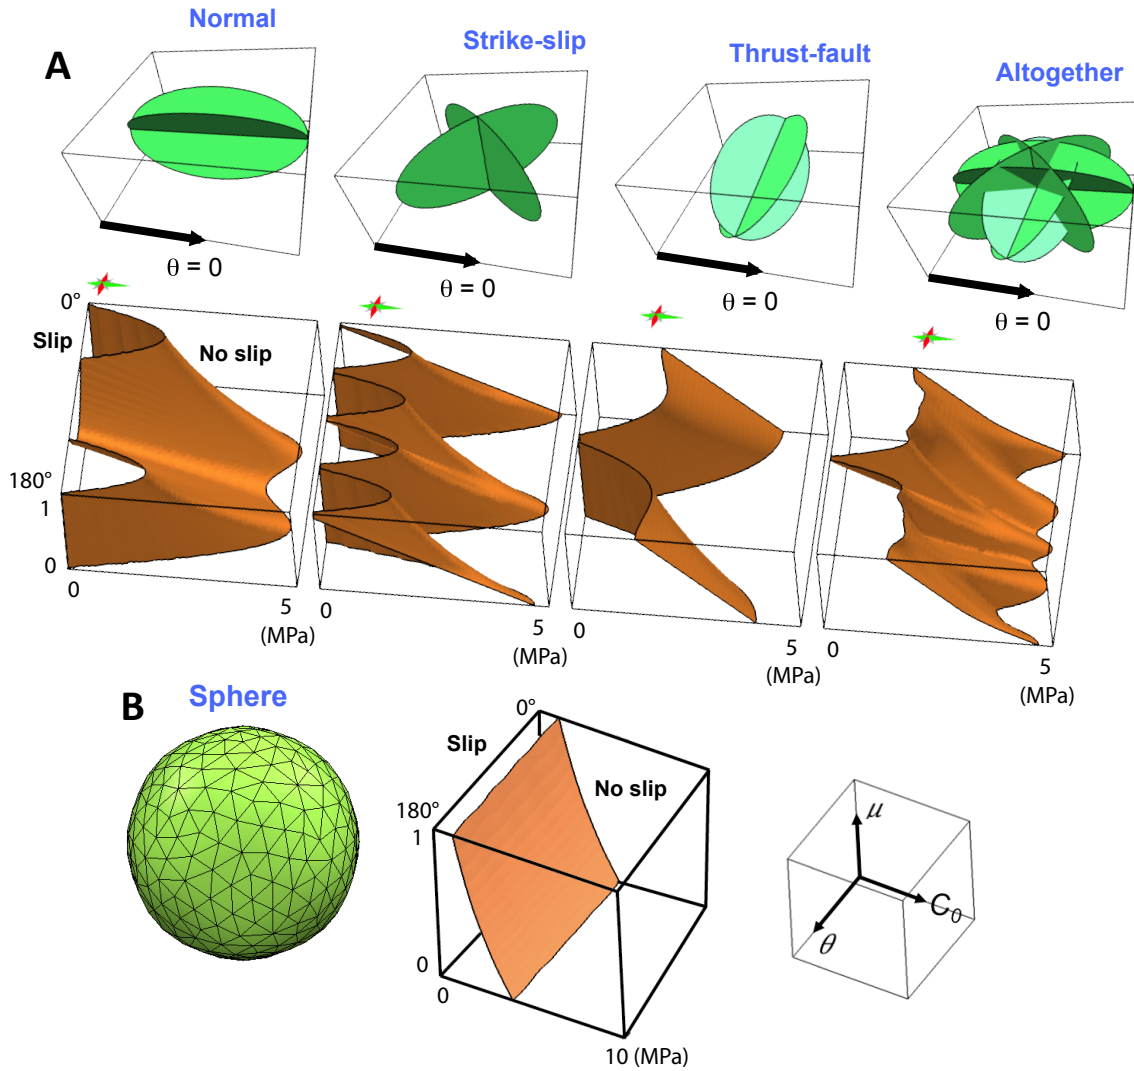 A
Normal
Strike-slip
Thrust-fault
Altogether
θ = 0
θ = 0
θ = 0
θ = 0
0°
Slip
No slip
180°
1
0
0
5
(MPa)
0
5
(MPa)
0
5
(MPa)
0
5
(MPa)
B
Sphere
0°
Slip
No slip
180°
1
0
0
10 (MPa)
μ
C₀
θ